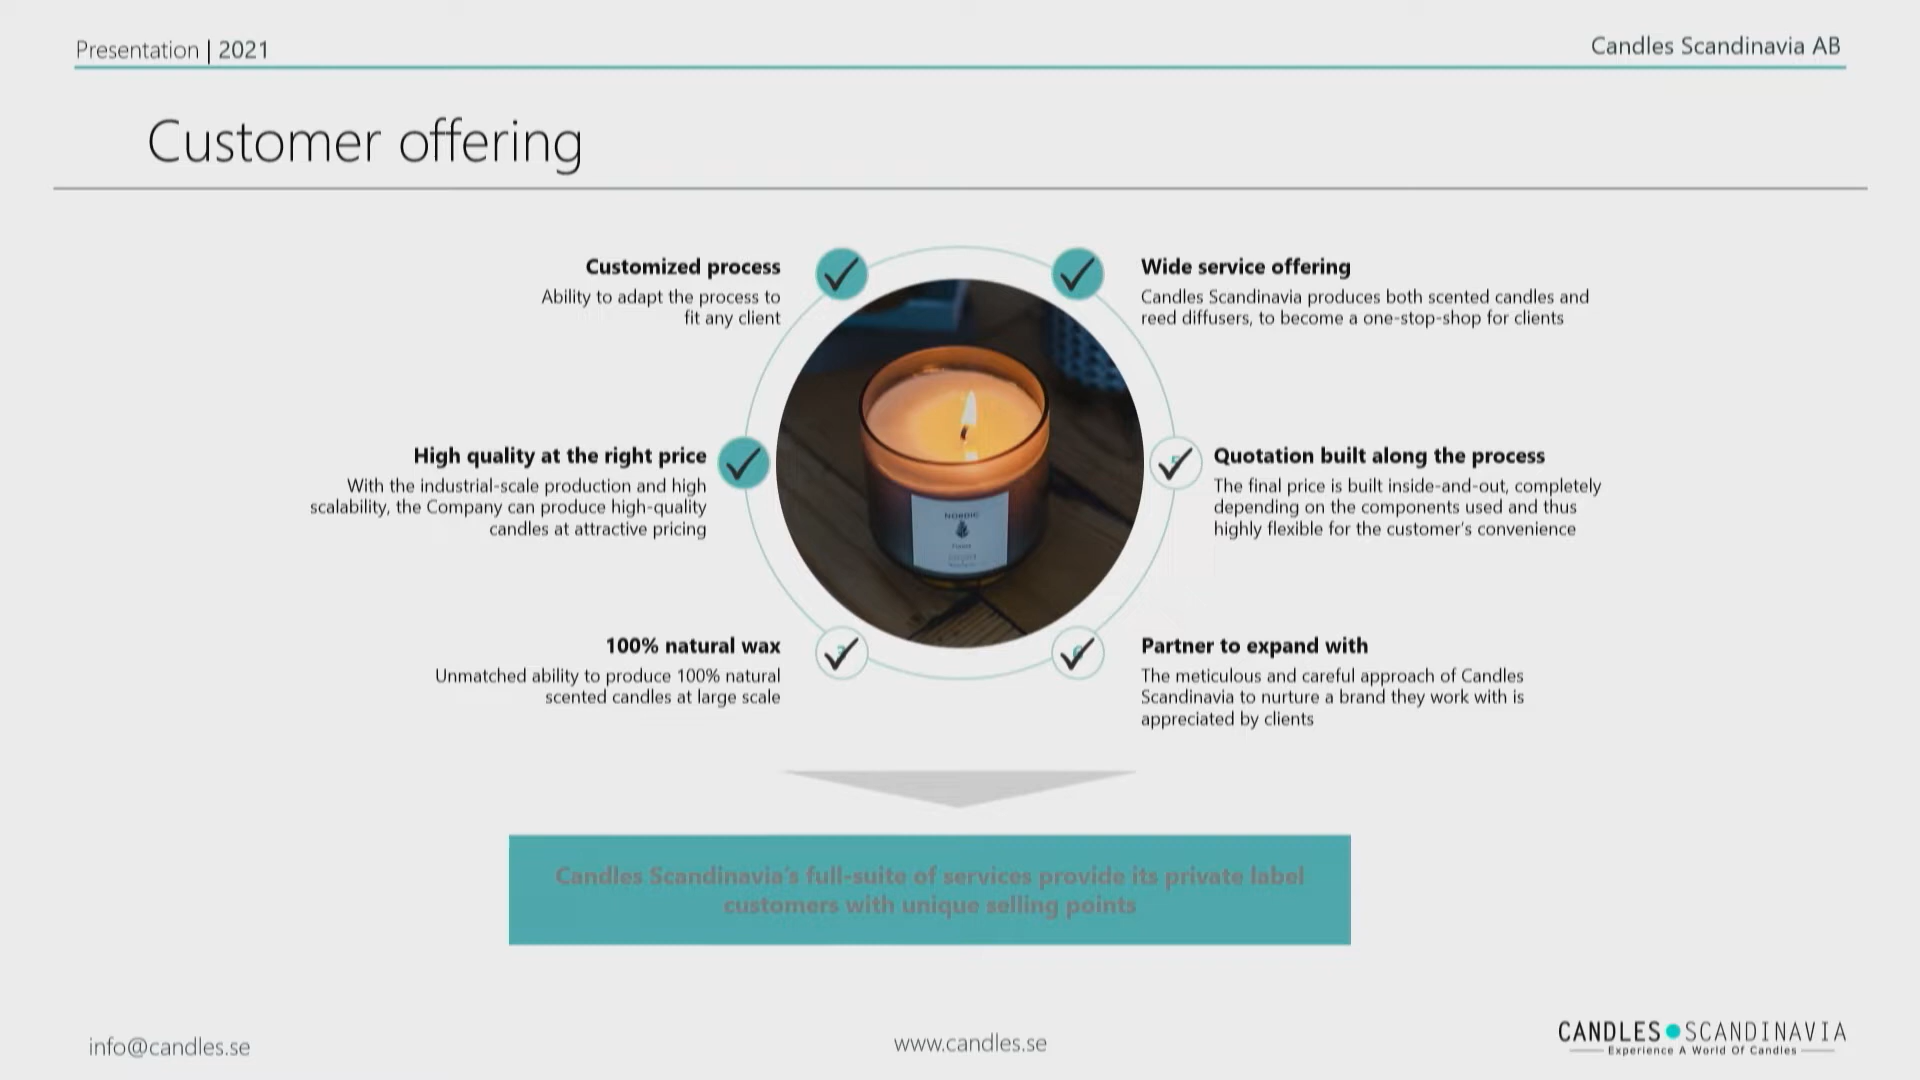 Presentation | 2021
Candles Scandinavia AB
Customer offering
Customized process
Ability to adapt the process to
fit any client
Wide service offering
Candles Scandinavia produces both scented candles and
reed diffusers, to become a one-stop-shop for clients
High quality at the right price
With the industrial-scale production and high
scalability, the Company can produce high-quality
candles at attractive pricing
Quotation built along the process
The final price is built inside-and-out, completely
depending on the components used and thus
highly flexible for the customer's convenience
NORDIC
100% natural wax
Unmatched ability to produce 100% natural
scented candles at large scale
Partner to expand with
The meticulous and careful approach of Candles
Scandinavia to nurture a brand they work with is
appreciated by clients
Candles Scandinavia's full-suite of services provide its private label
customers with unique selling points
info@candles.se
www.candles.se
CANDLES SCANDINAVIA
Experience A World Of Candles